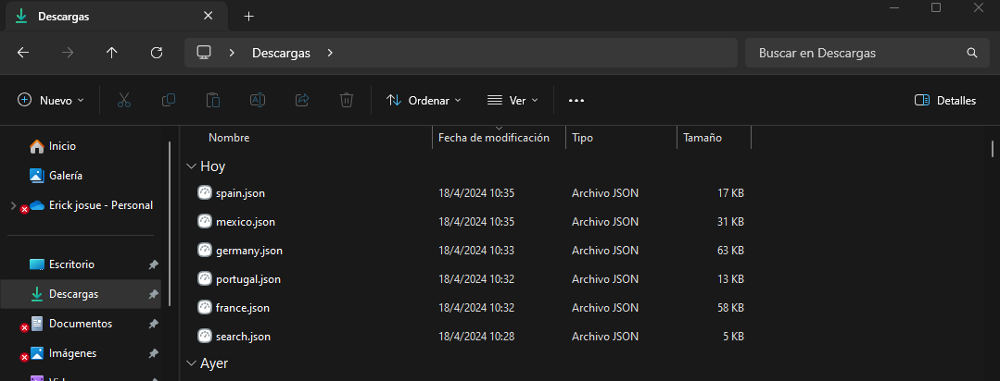 Descargas
Descargas
Buscar en Descargas
Nuevo
Ordenar
Ver
Detalles
Inicio
Galería
Erick josue - Personal
Escritorio
Descargas
Documentos
Imágenes
Nombre Fecha de modificación Tipo Tamaño
Hoy
spain.json 18/4/2024 10:35 Archivo JSON 17 KB
mexico.json 18/4/2024 10:35 Archivo JSON 31 KB
germany.json 18/4/2024 10:33 Archivo JSON 63 KB
portugal.json 18/4/2024 10:32 Archivo JSON 13 KB
france.json 18/4/2024 10:32 Archivo JSON 58 KB
search.json 18/4/2024 10:28 Archivo JSON 5 KB
Ayer